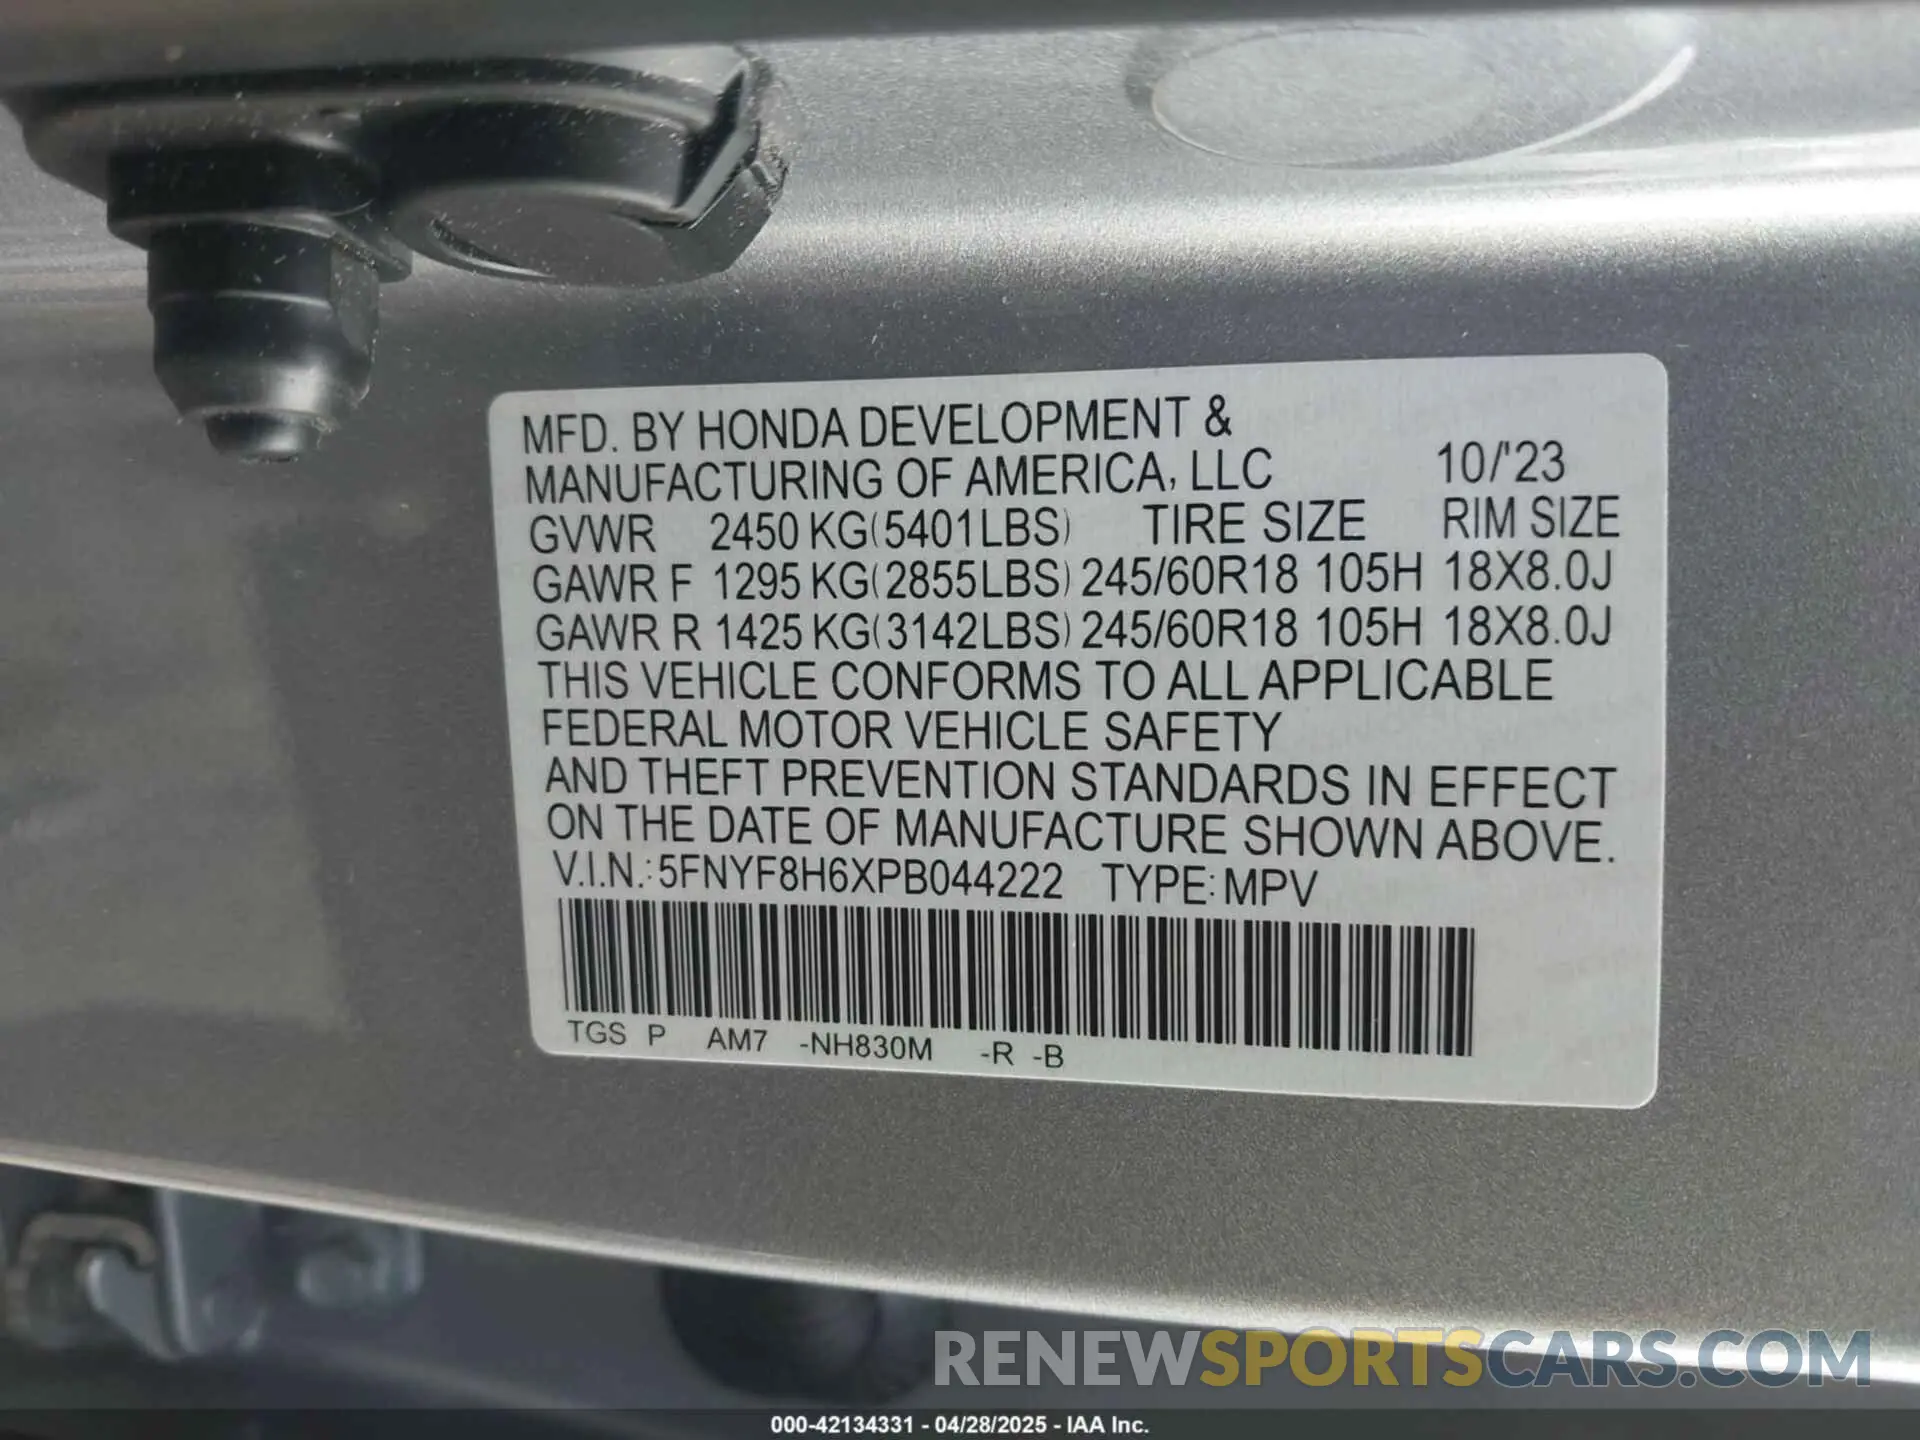 MFD. BY HONDA DEVELOPMENT &
MANUFACTURING OF AMERICA, LLC 10/'23
GVWR 2450 KG(5401LBS) TIRE SIZE RIM SIZE
GAWR F 1295 KG(2855LBS) 245/60R18 105H 18X8.0J
GAWR R 1425 KG(3142LBS) 245/60R18 105H 18X8.0J
THIS VEHICLE CONFORMS TO ALL APPLICABLE
FEDERAL MOTOR VEHICLE SAFETY
AND THEFT PREVENTION STANDARDS IN EFFECT
ON THE DATE OF MANUFACTURE SHOWN ABOVE.
V.I.N.: 5FNYF8H6XPB044222 TYPE: MPV
TGS P AM7 -NH830M -R -B
RENEWSPORTSCARS.COM
000-42134331 - 04/28/2025 - IAA Inc.